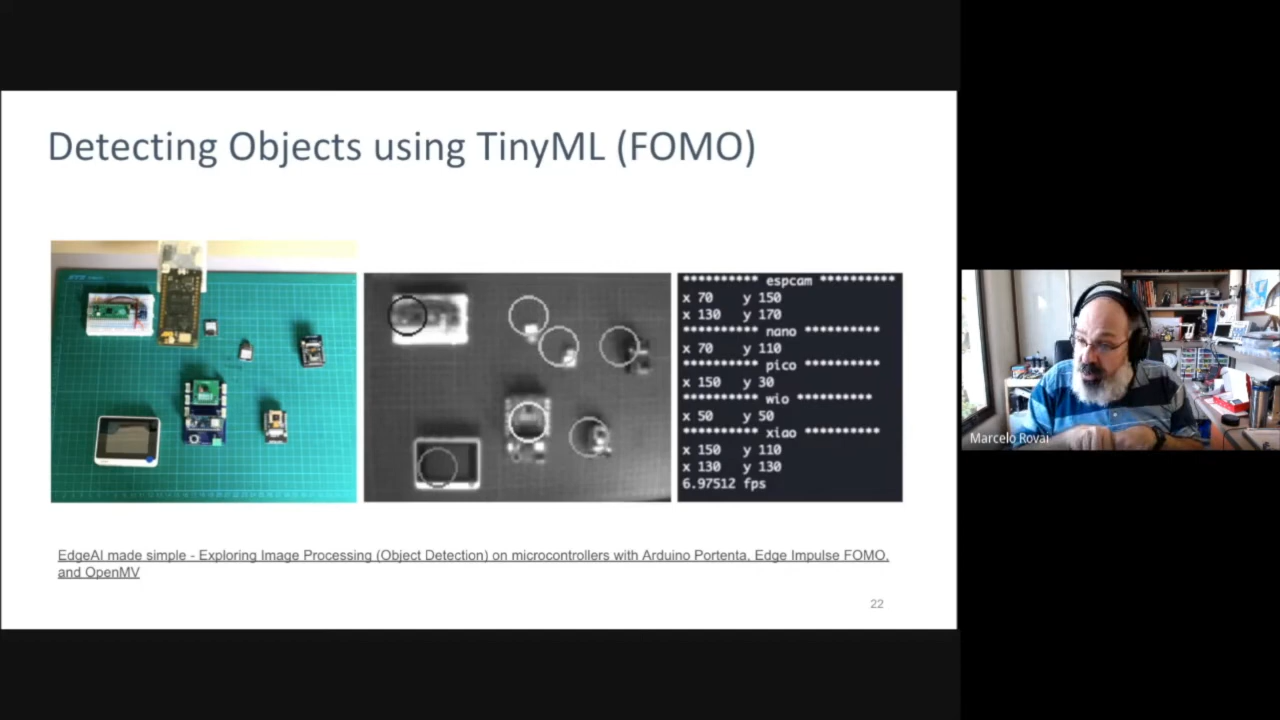 Detecting Objects using TinyML (FOMO)
********** espcam **********
x 70 y 150
x 130 y 170
********** nano **********
x 70 y 110
********** pico **********
x 150 y 30
********** wio **********
x 50 y 50
********** xiao **********
x 150 y 110
x 130 y 130
6.97512 fps
EdgeAI made simple - Exploring Image Processing (Object Detection) on microcontrollers with Arduino Portenta, Edge Impulse FOMO,
and OpenMV
22
Marcelo Rovai